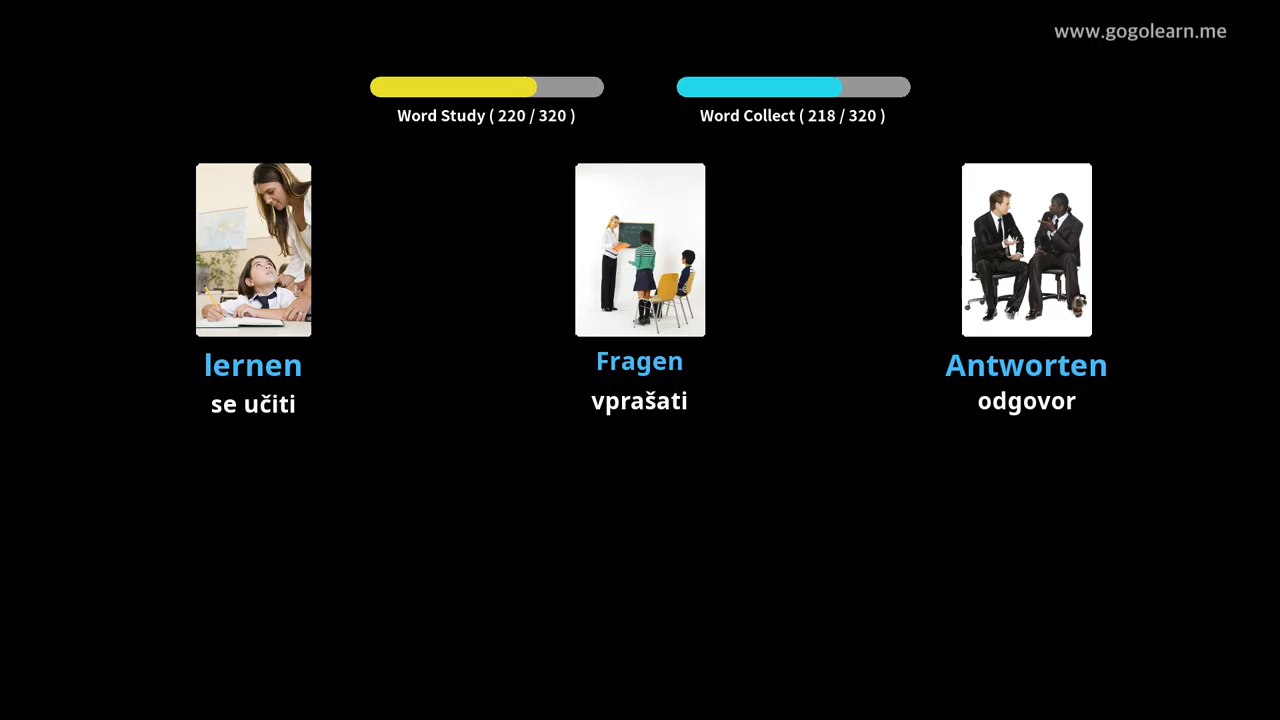 www.gogolearn.me
Word Study ( 220 / 320 )
Word Collect ( 218 / 320 )
lernen
Fragen
Antworten
se učiti
vprašati
odgovor